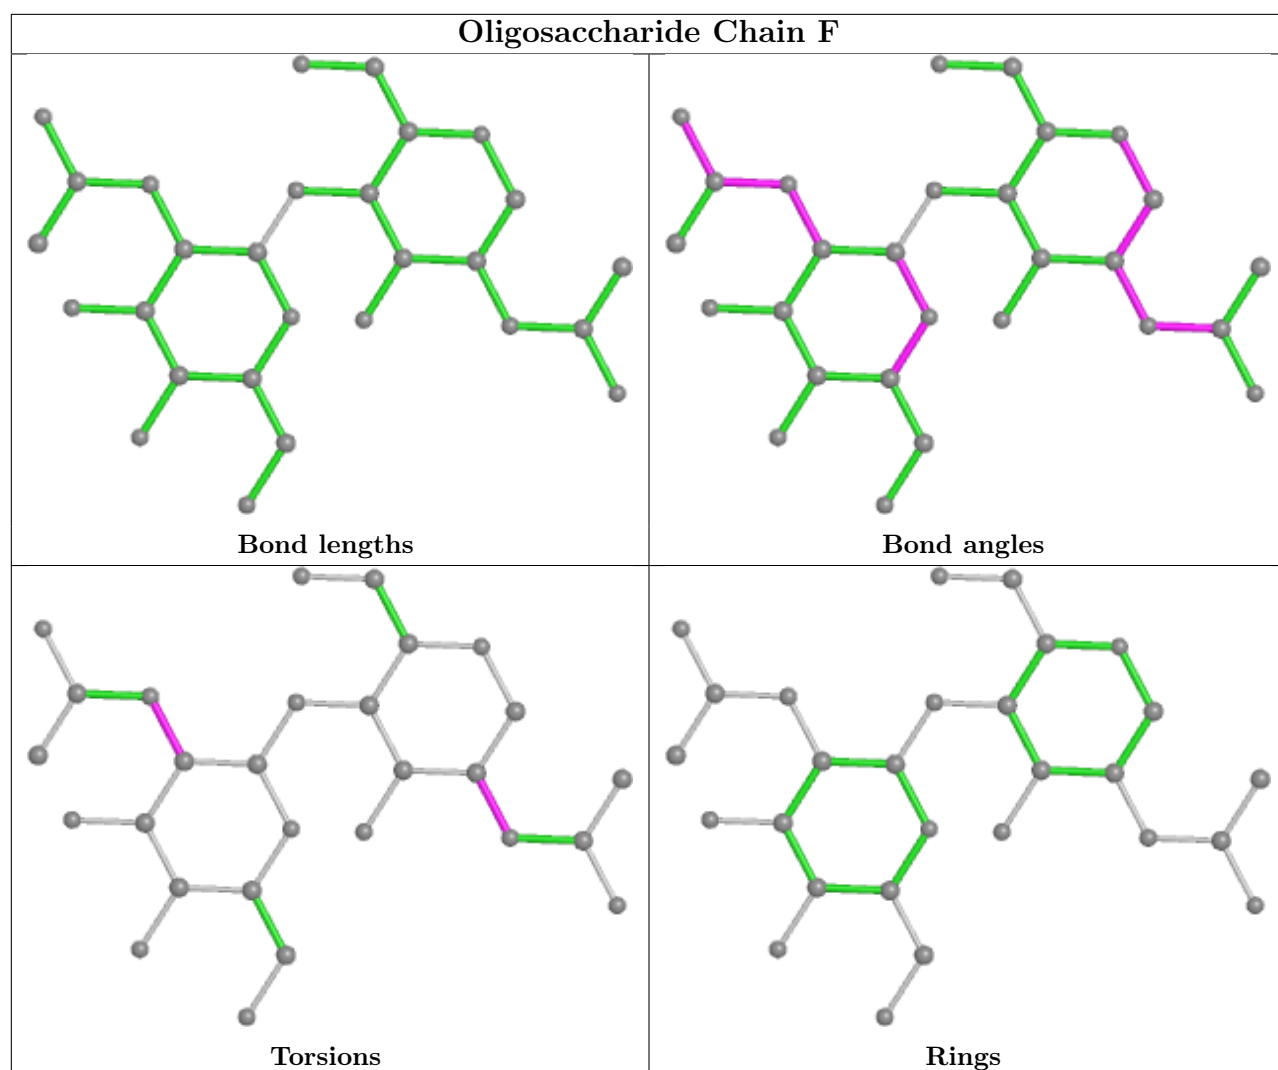 Oligosaccharide Chain F
Bond lengths
Bond angles
Torsions
Rings